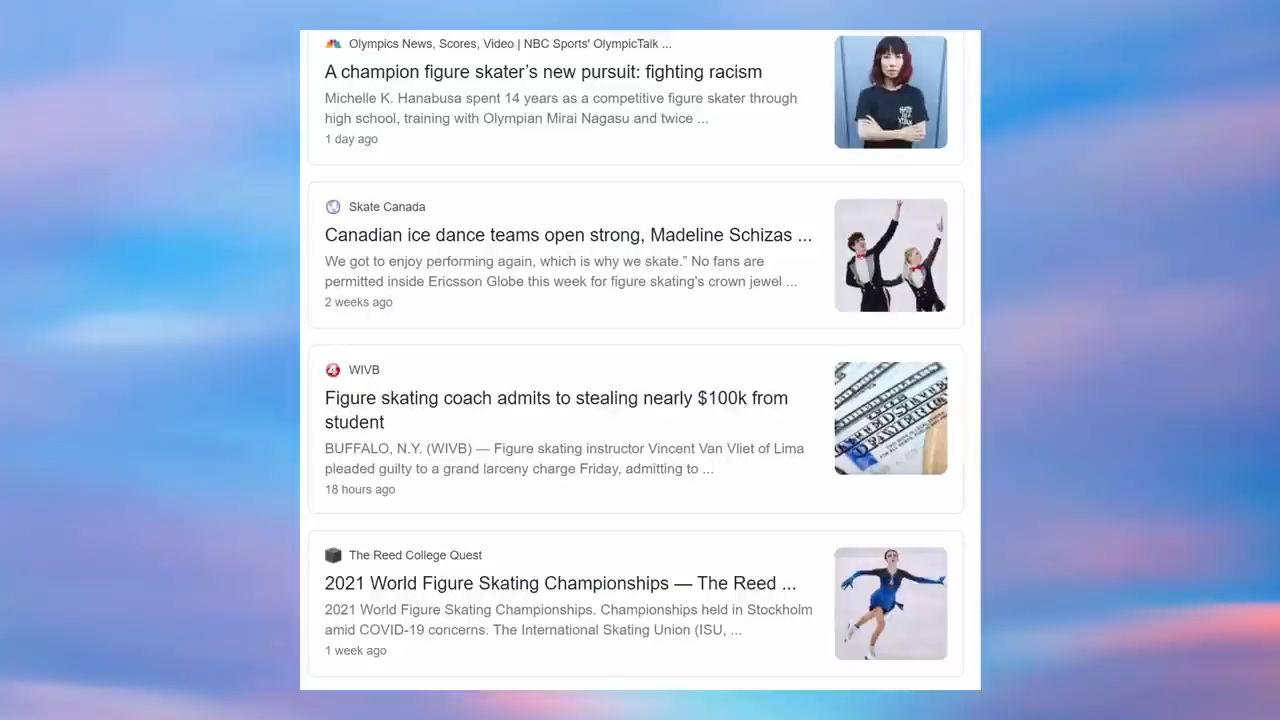 Olympics News, Scores, Video | NBC Sports' OlympicTalk ...
A champion figure skater’s new pursuit: fighting racism
Michelle K. Hanabusa spent 14 years as a competitive figure skater through
high school, training with Olympian Mirai Nagasu and twice ...
1 day ago
Skate Canada
Canadian ice dance teams open strong, Madeline Schizas ...
We got to enjoy performing again, which is why we skate.” No fans are
permitted inside Ericsson Globe this week for figure skating's crown jewel ...
2 weeks ago
4 WIVB
Figure skating coach admits to stealing nearly $100k from
student
BUFFALO, N.Y. (WIVB) — Figure skating instructor Vincent Van Vliet of Lima
pleaded guilty to a grand larceny charge Friday, admitting to ...
18 hours ago
The Reed College Quest
2021 World Figure Skating Championships — The Reed ...
2021 World Figure Skating Championships. Championships held in Stockholm
amid COVID-19 concerns. The International Skating Union (ISU, ...
1 week ago